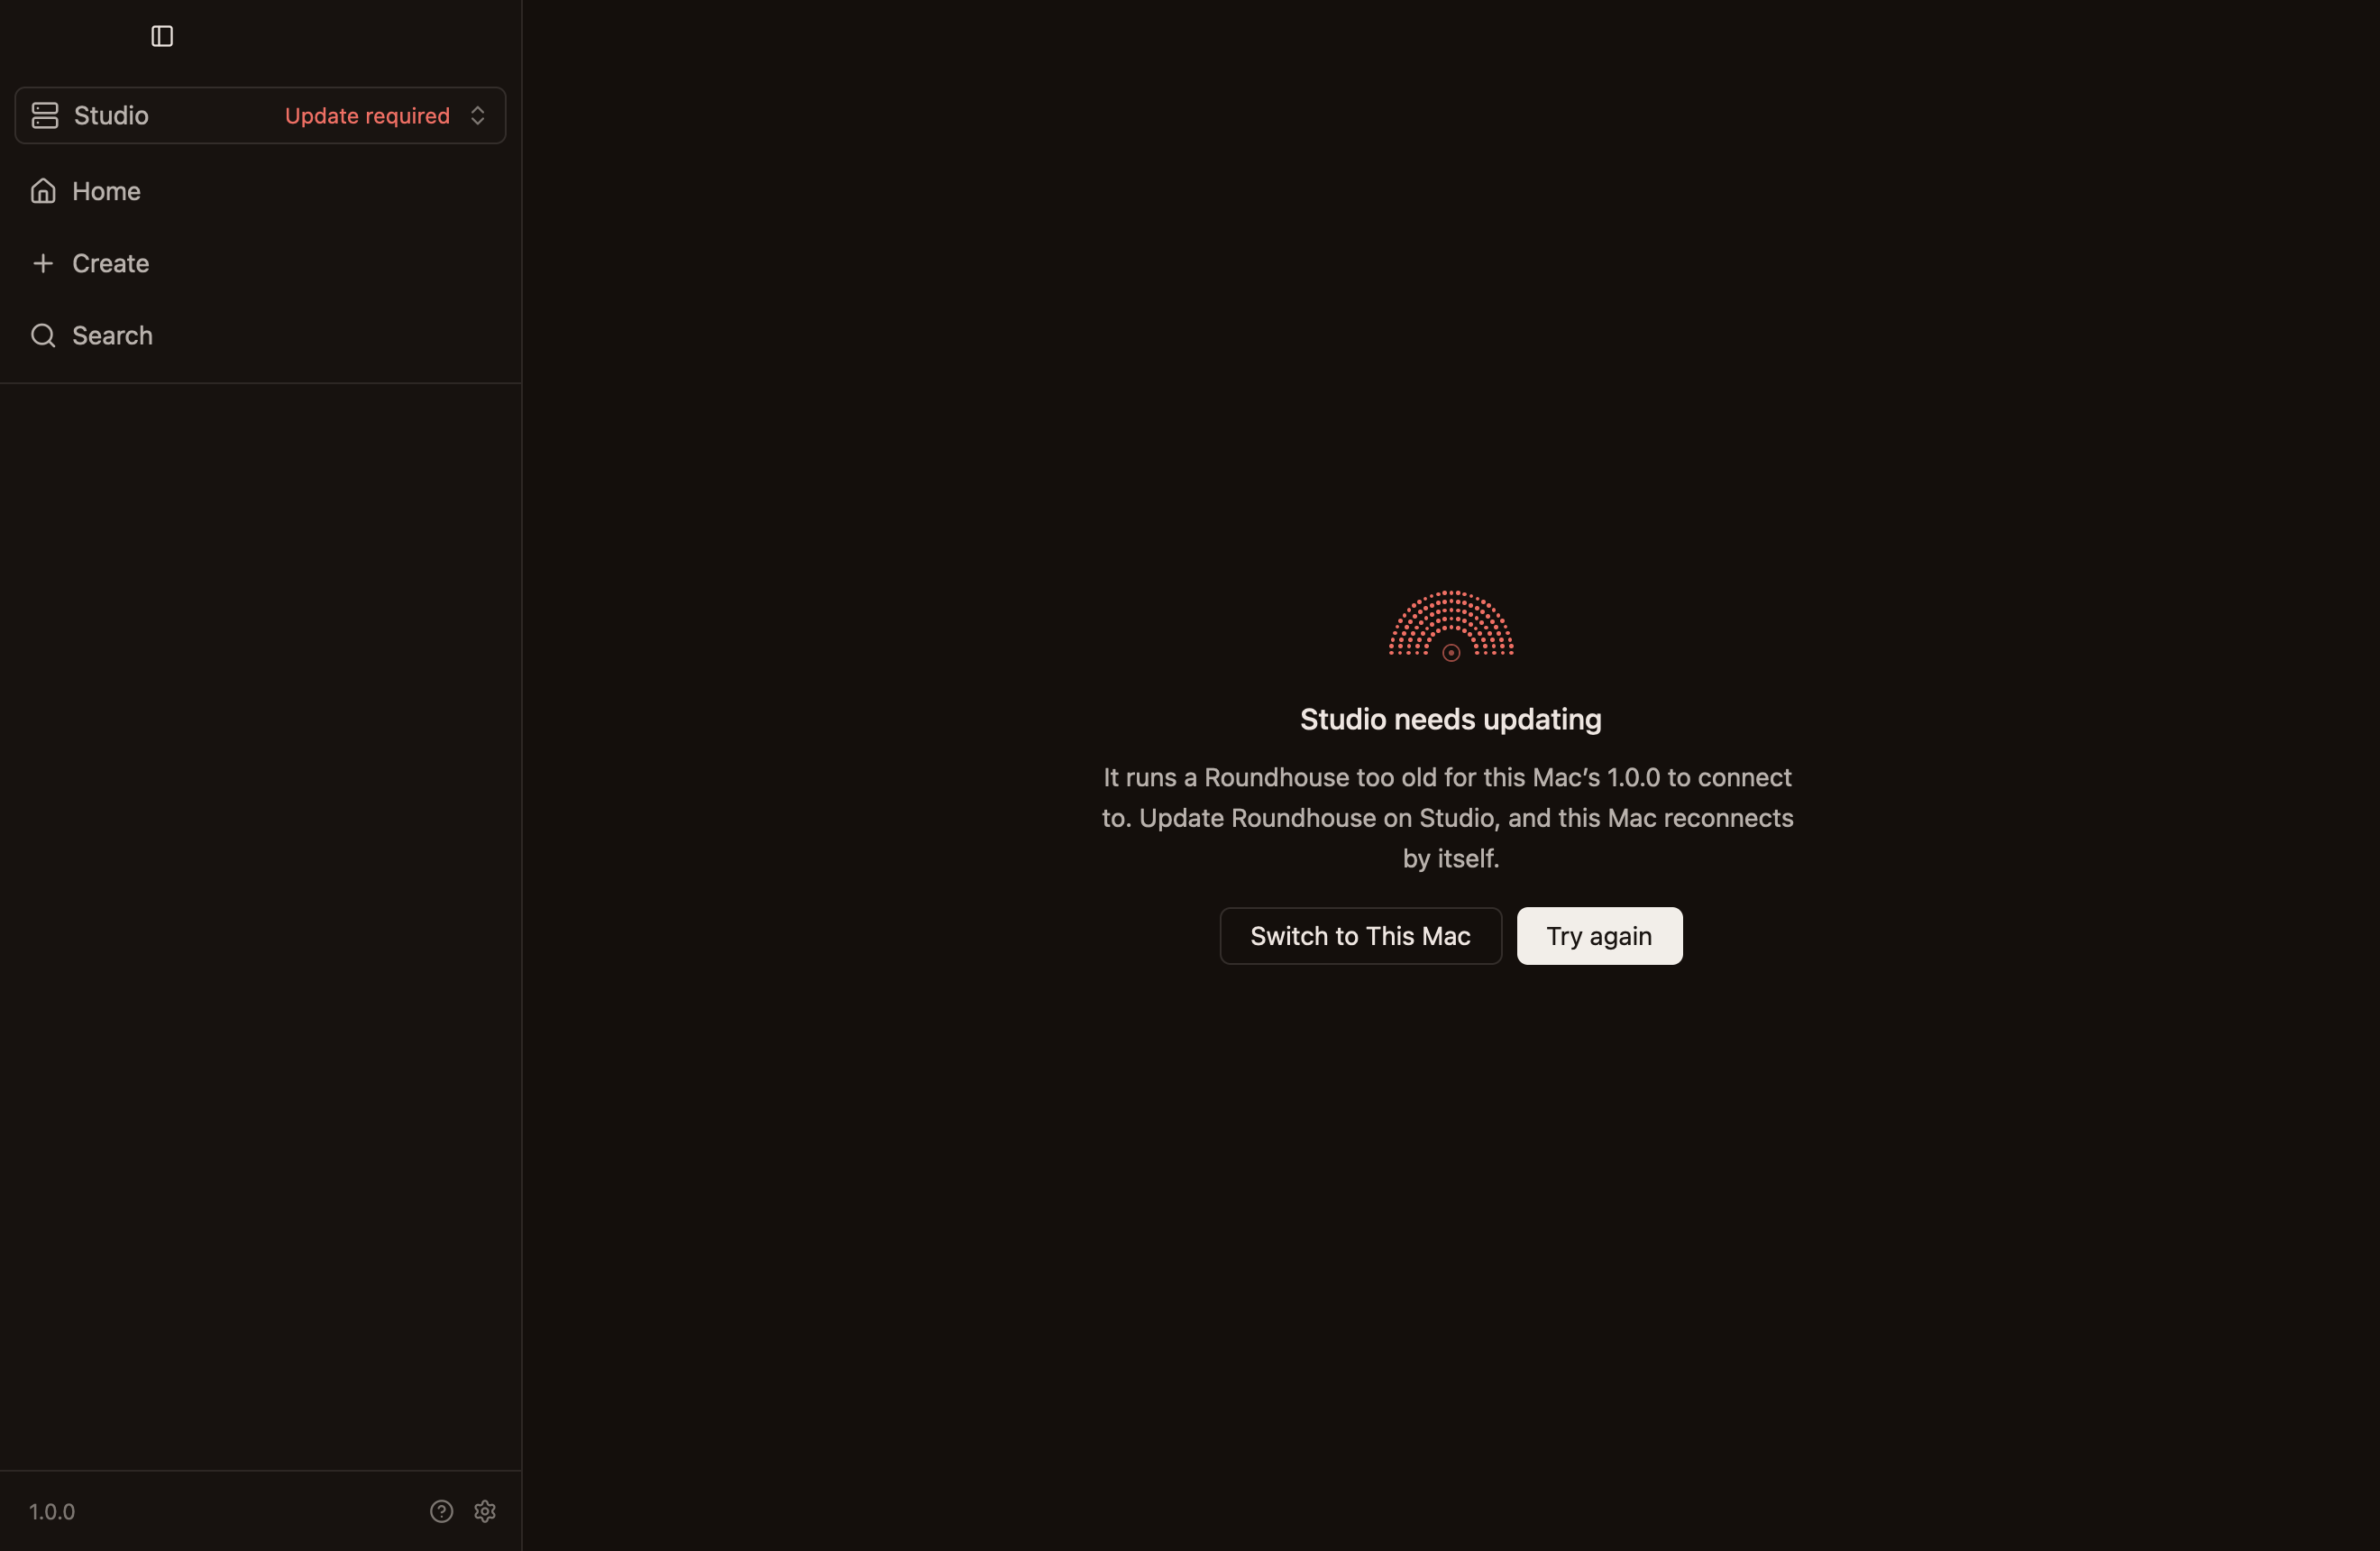 Studio
Update required
Home
Create
Search
Studio needs updating
It runs a Roundhouse too old for this Mac’s 1.0.0 to connect
to. Update Roundhouse on Studio, and this Mac reconnects
by itself.
Switch to This Mac
Try again
1.0.0